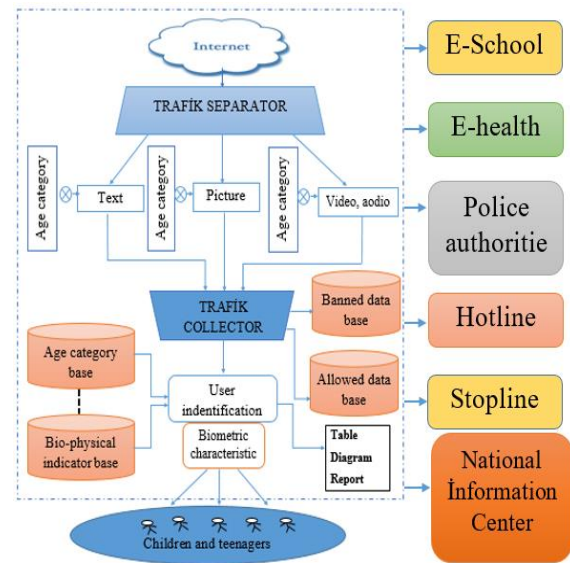 Internet
TRAFİK SEPARATOR
Age category
Text
Age category
Picture
Age category
Video, aodio
TRAFİK
COLLECTOR
Banned data
base
Allowed data
base
Age category
base
Bio-physical
indicator base
User
indentification
Biometric
characteristic
Table
Diagram
Report
Children and teenagers
E-School
E-health
Police
authoritie
Hotline
Stopline
National
İnformation
Center